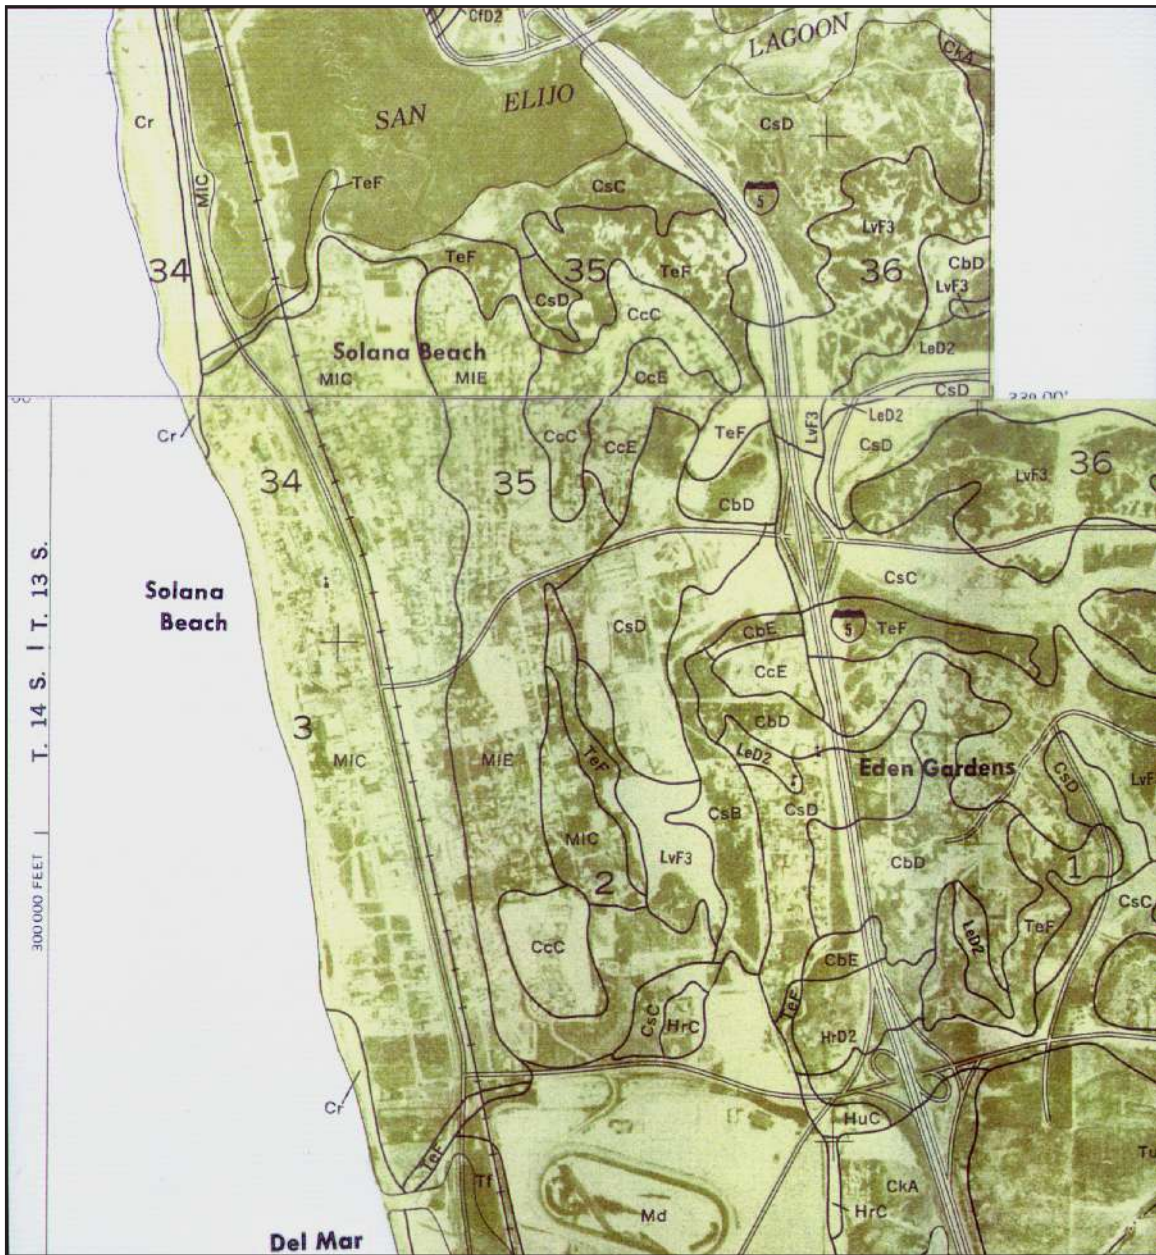 CfD2
LAGOON
CkA
SAN ELIJO
Cr
CsD
MlC
TeF
CsC
5
LvF3
34
TeF
35
TeF
36
CbD
CsD
LvF3
CcC
Solana Beach
LeD2
MlC
MlE
CcE
CsD
Cr
LvF3
LeD2
TeF
CsD
CcC
CcE
36
34
35
LvF3
CbD
T. 14 S. | T. 13 S.
CsC
Solana
Beach
CsD
CbE
5
TeF
CcE
3
CbD
MlC
MlE
TeF
LeD2
Eden Gardens
CsD
CsB
CsD
MlC
LvF3
CbD
1
2
CsC
300 000 FEET
LeD2
TeF
CcC
CbE
TeF
CsC
HrC
HrD2
Cr
HuC
TeF
Tf
CkA
Md
HrC
Del Mar